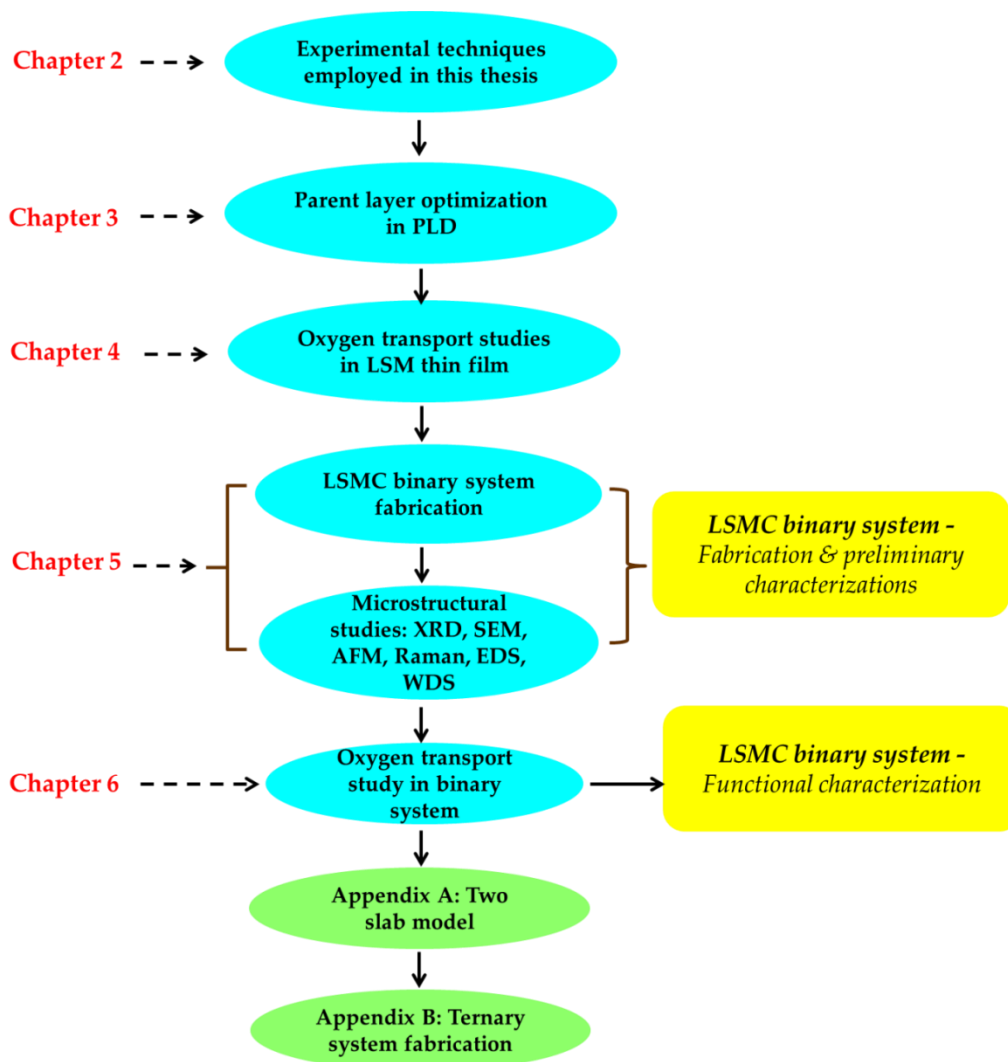 Chapter 2
Experimental techniques
employed in this thesis
Chapter 3
Parent layer optimization
in PLD
Chapter 4
Oxygen transport studies
in LSM thin film
Chapter 5
LSMC binary system
fabrication
Microstructural
studies: XRD, SEM,
AFM, Raman, EDS,
WDS
LSMC binary system -
Fabrication & preliminary
characterizations
Chapter 6
Oxygen transport
study in binary
system
LSMC binary system -
Functional characterization
Appendix A: Two
slab model
Appendix B: Ternary
system fabrication